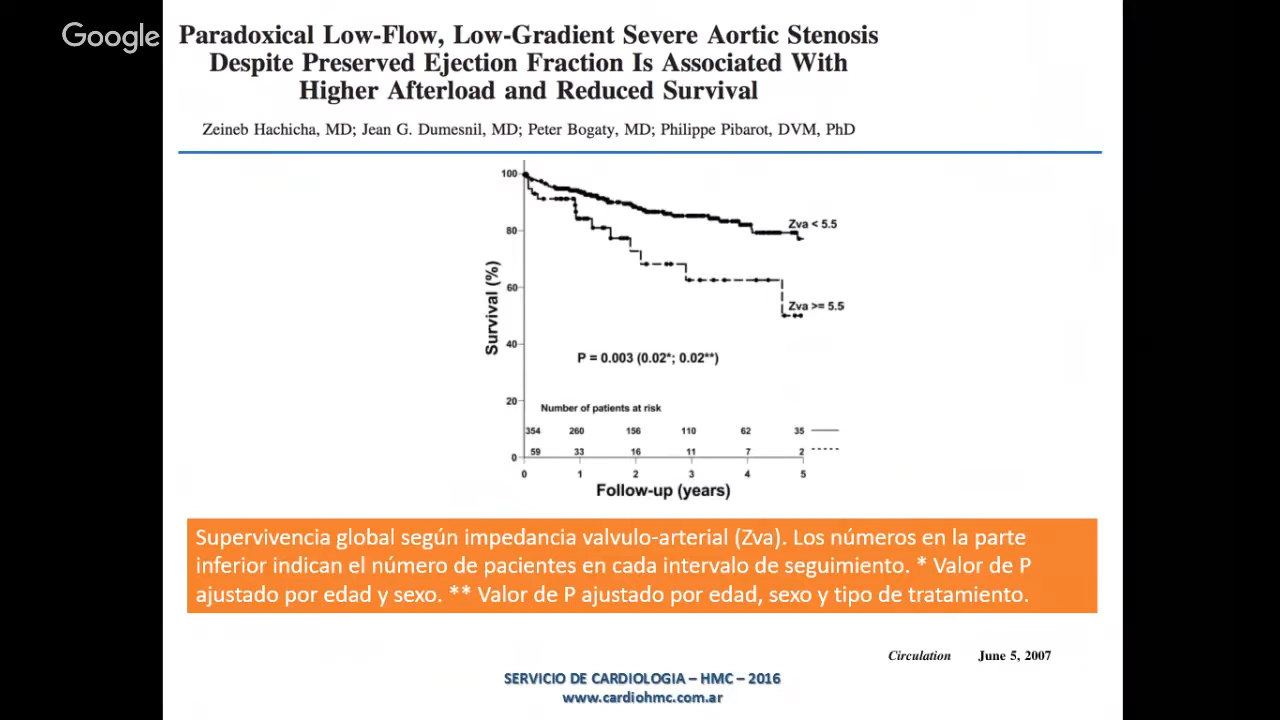 Google
Paradoxical Low-Flow, Low-Gradient Severe Aortic Stenosis
Despite Preserved Ejection Fraction Is Associated With
Higher Afterload and Reduced Survival
Zeineb Hachicha, MD; Jean G. Dumesnil, MD; Peter Bogaty, MD; Philippe Pibarot, DVM, PhD
100
80
60
40
20
0
Survival (%)
Zva < 5.5
Zva >= 5.5
P = 0.003 (0.02*; 0.02**)
Number of patients at risk
354 260 156 110 62 35
59 33 16 11 7 2
0 1 2 3 4 5
Follow-up (years)
Supervivencia global según impedancia valvulo-arterial (Zva). Los números en la parte
inferior indican el número de pacientes en cada intervalo de seguimiento. * Valor de P
ajustado por edad y sexo. ** Valor de P ajustado por edad, sexo y tipo de tratamiento.
Circulation June 5, 2007
SERVICIO DE CARDIOLOGIA – HMC – 2016
www.cardiohmc.com.ar